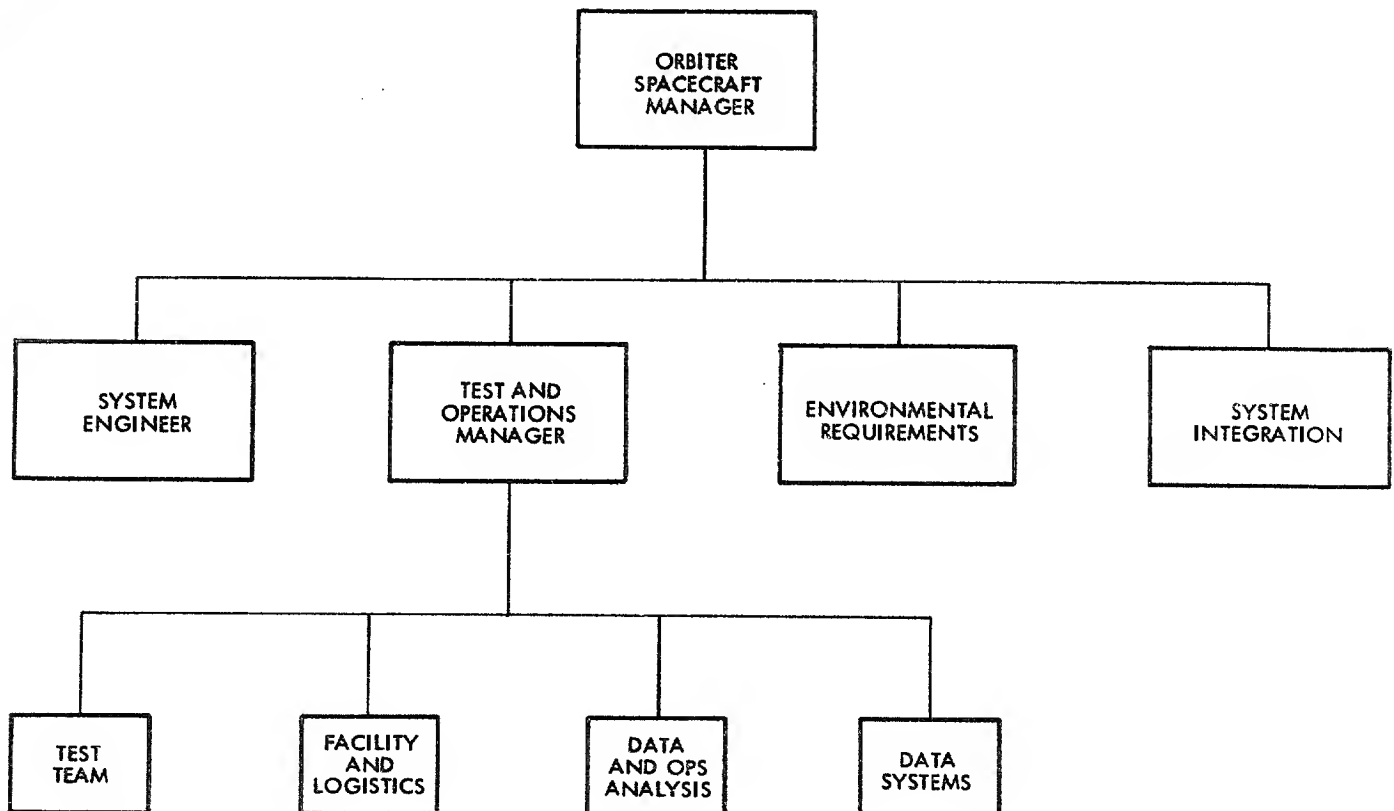 ORBITER
SPACECRAFT
MANAGER
SYSTEM
ENGINEER
TEST AND
OPERATIONS
MANAGER
ENVIRONMENTAL
REQUIREMENTS
SYSTEM
INTEGRATION
TEST
TEAM
FACILITY
AND
LOGISTICS
DATA
AND OPS
ANALYSIS
DATA
SYSTEMS